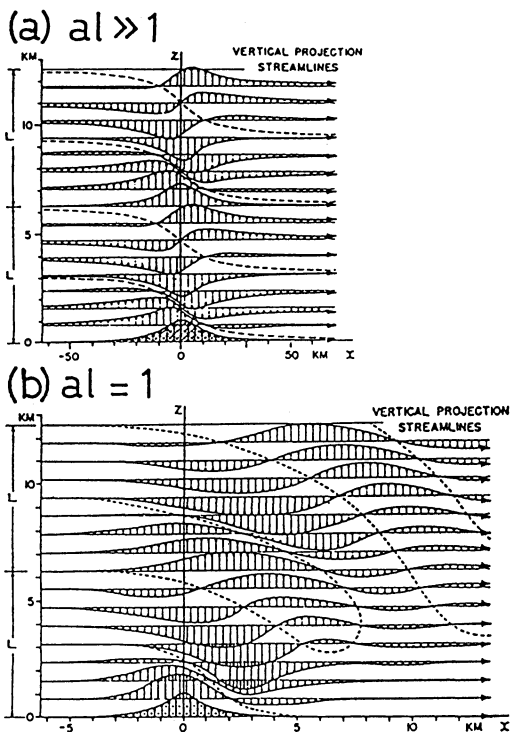 (a) al ≫ 1
KM
Z
VERTICAL PROJECTION
STREAMLINES
10
L
5
L
0
-50
0
50
KM
X
(b) al = 1
KM
Z
VERTICAL PROJECTION
STREAMLINES
10
L
5
L
0
-5
0
5
10
KM
X